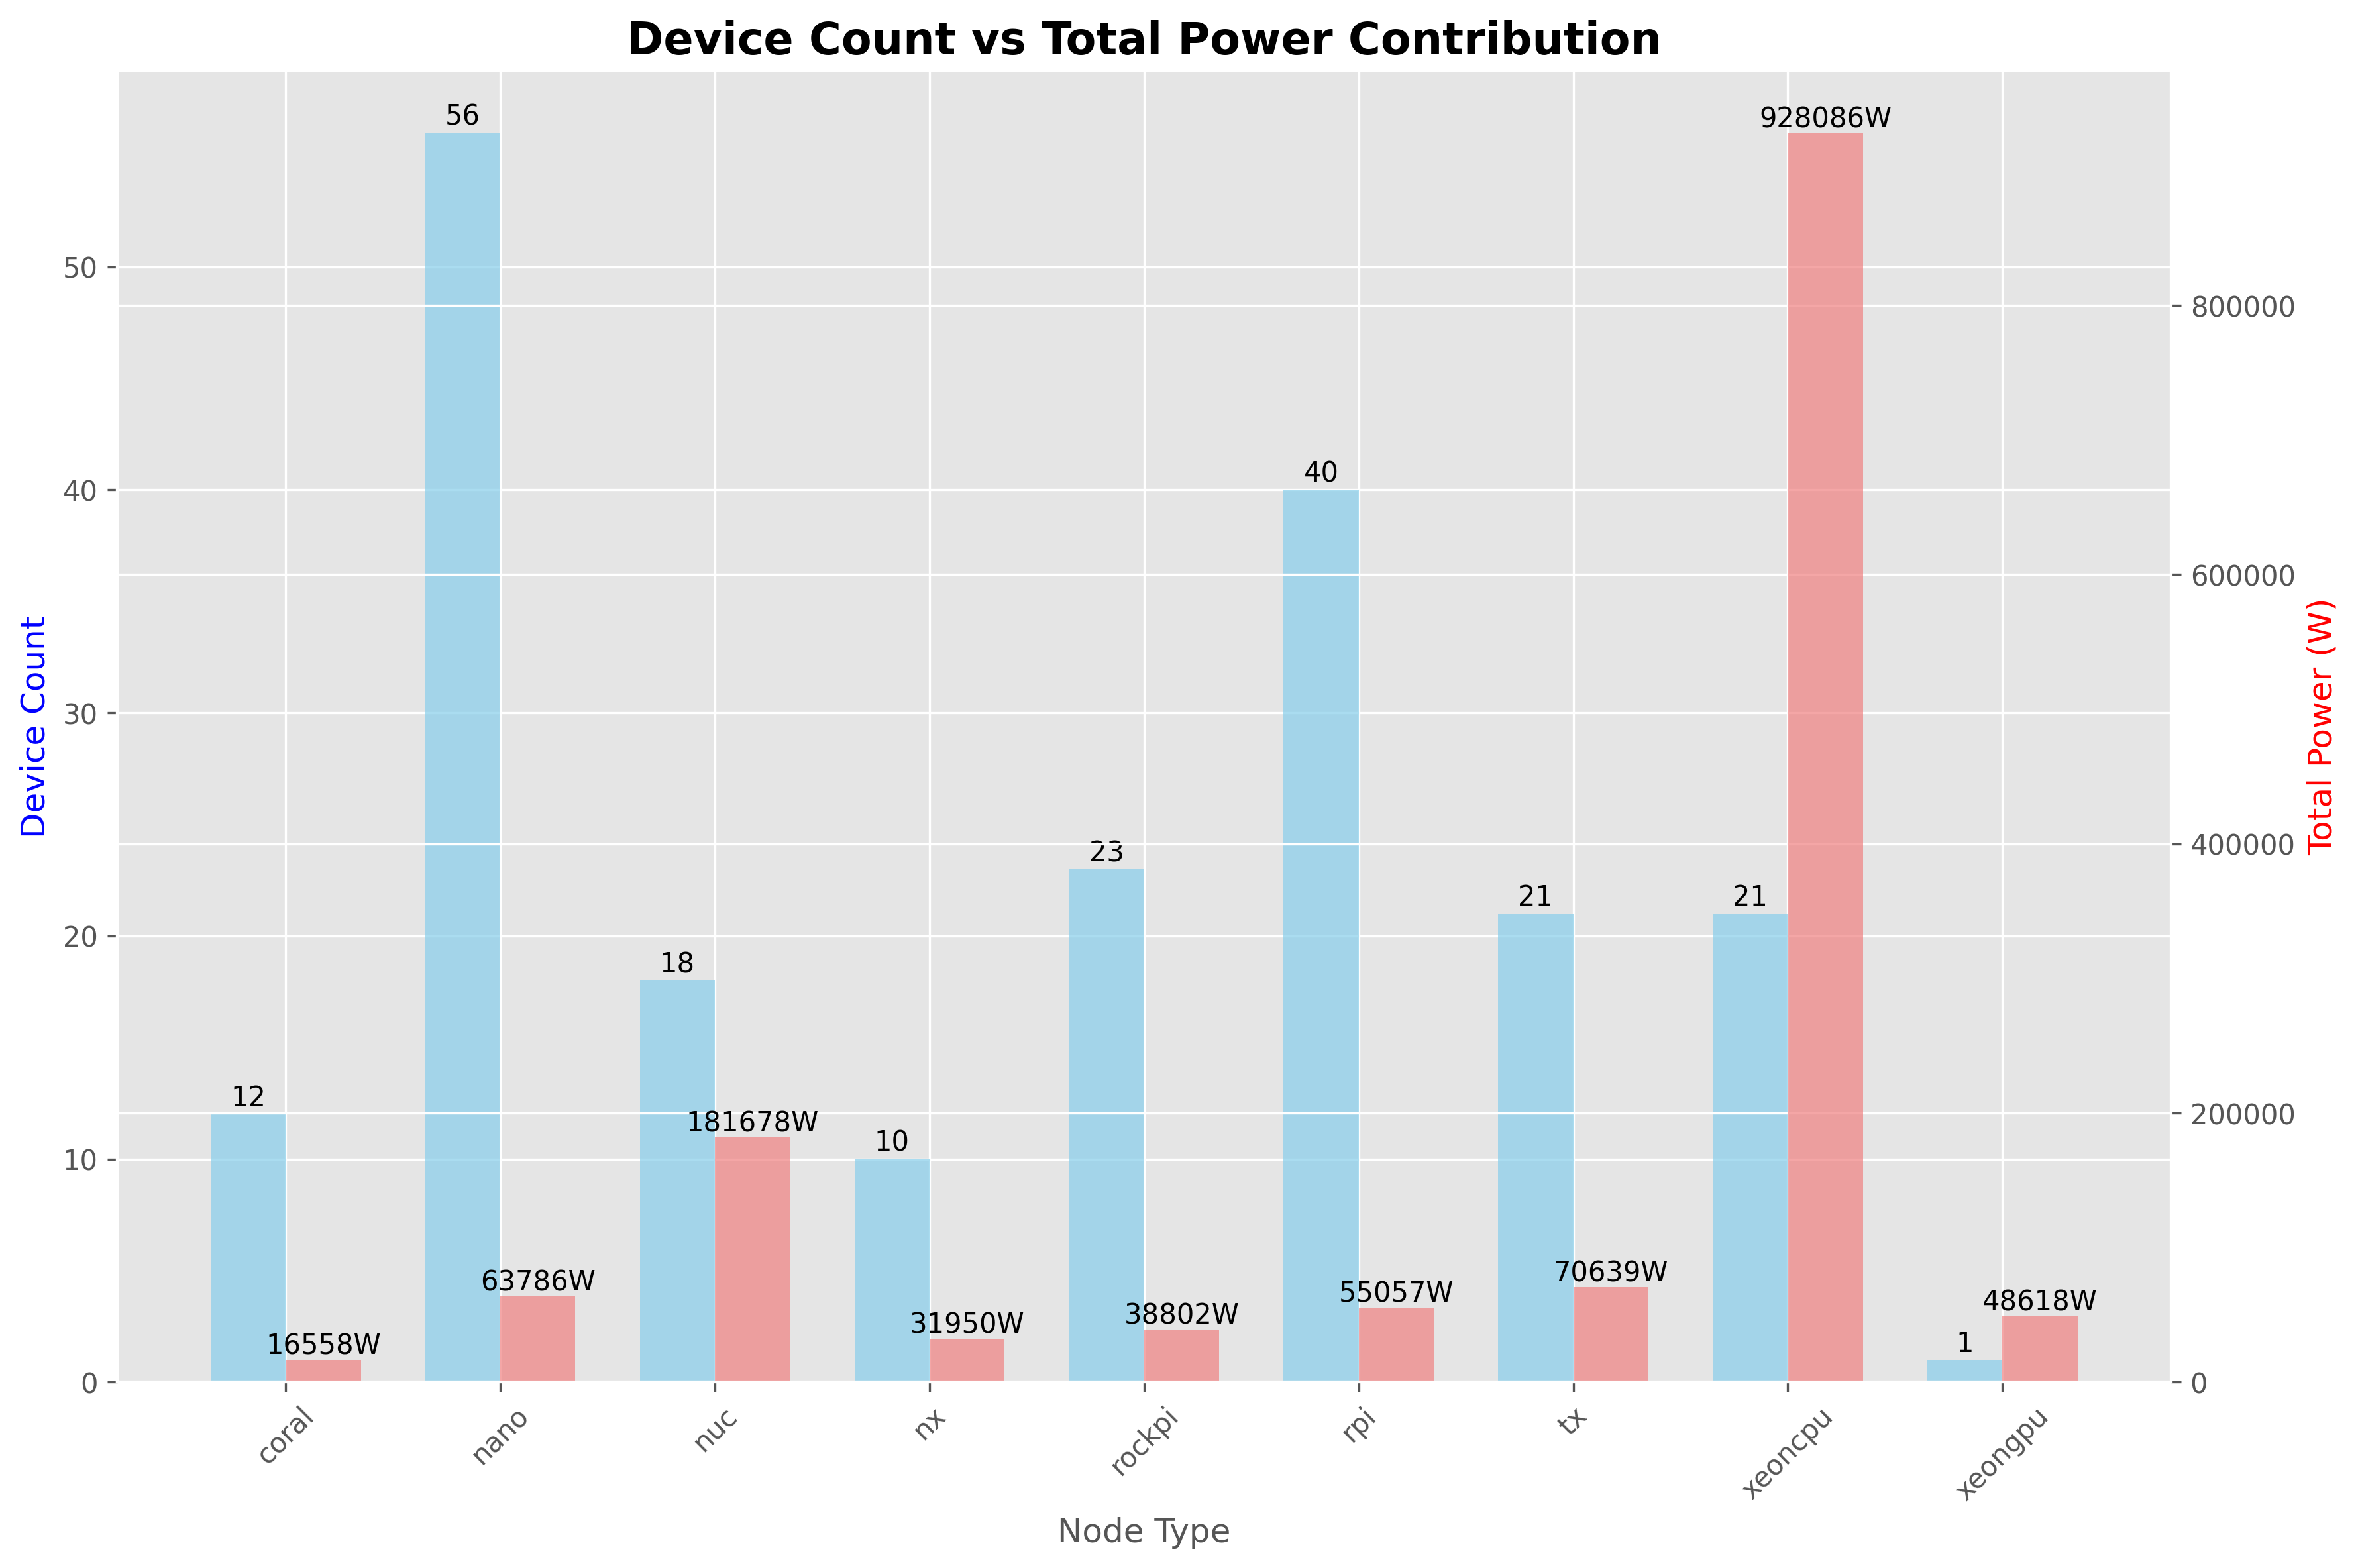 Device Count vs Total Power Contribution
Device Count
50
40
30
20
10
0
800000
600000
400000
200000
0
Total Power (W)
12
56
18
10
23
40
21
21
1
16558W
63786W
181678W
31950W
38802W
55057W
70639W
928086W
48618W
coral
nano
nuc
nx
rockpi
rpi
tx
xeoncpu
xeongpu
Node Type